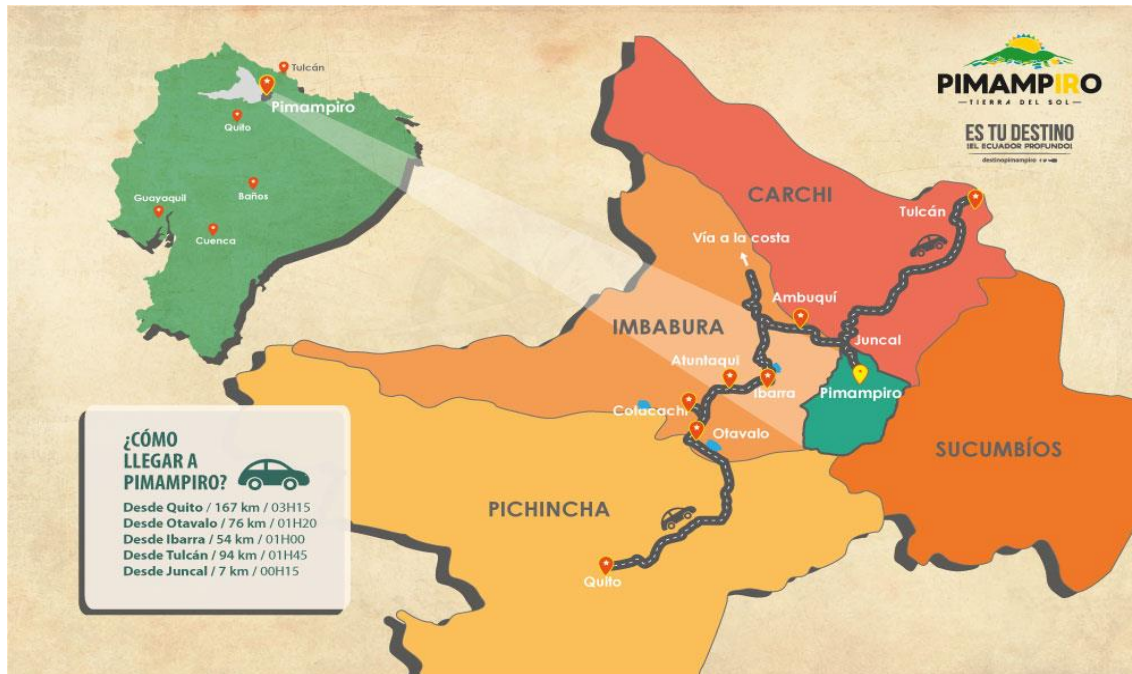 Tulcán
Pimampiro
Quito
Guayaquil
Baños
Cuenca
PIMAMPIRO
TIERRA DEL SOL
ES TU DESTINO
¡EL ECUADOR PROFUNDO!
destinopimampiro
CARCHI
Tulcán
Vía a la costa
Ambuquí
IMBABURA
Juncal
Atuntaqui
Ibarra
Pimampiro
Cotacachi
Otavalo
SUCUMBÍOS
PICHINCHA
Quito
¿CÓMO
LLEGAR A
PIMAMPIRO?
Desde Quito / 167 km / 03H15
Desde Otavalo / 76 km / 01H20
Desde Ibarra / 54 km / 01H00
Desde Tulcán / 94 km / 01H45
Desde Juncal / 7 km / 00H15